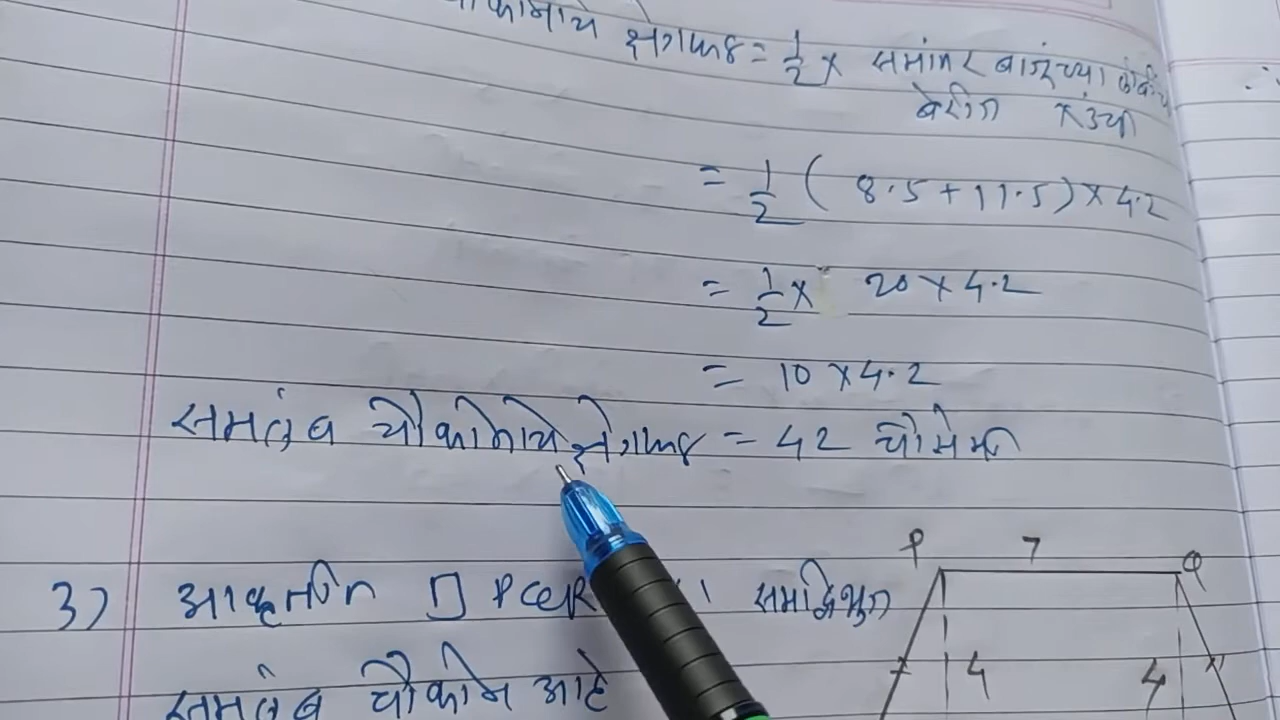 चौकोनाचे क्षेत्रफळ = 1/2 × समांतर बाजूंच्या लांबीच
बेरीज × उंची
= 1/2 ( 8.5 + 11.5) × 4.2
= 1/2 × 20 × 4.2
= 10 × 4.2
समलंब चौकोनाचे क्षेत्रफळ = 42 चौसेमी
P 7 Q
3) आकृतीत □ PQR समद्विभुज
4 4
समलंब चौकोन आहे